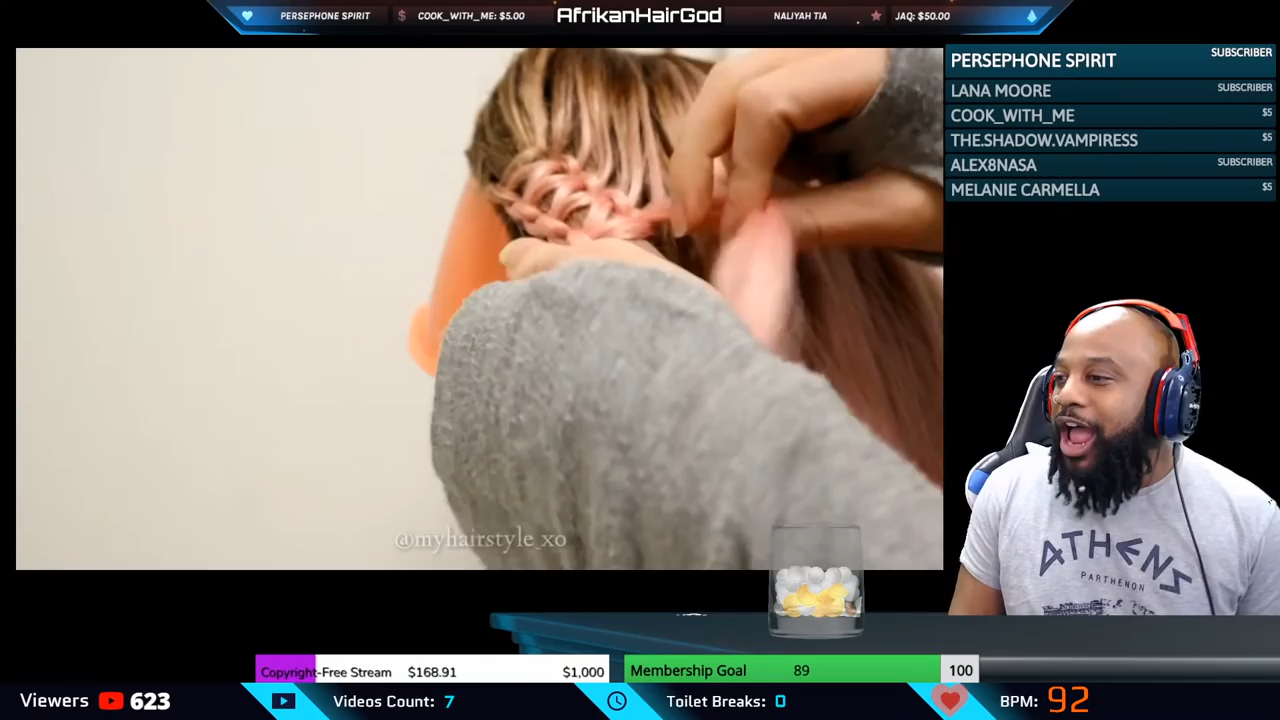 PERSEPHONE SPIRIT
$ COOK_WITH_ME: $5.00
AfrikanHairGod
NALIYAH TIA
JAQ: $50.00
PERSEPHONE SPIRIT SUBSCRIBER
LANA MOORE SUBSCRIBER
COOK_WITH_ME $5
THE.SHADOW.VAMPIRESS $5
ALEX8NASA SUBSCRIBER
MELANIE CARMELLA $5
@myhairstyle_xo
ATHENS
PARTHENON
Copyright-Free Stream $168.91 $1,000
Membership Goal 89 100
Viewers 623
Videos Count: 7
Toilet Breaks: 0
BPM: 92